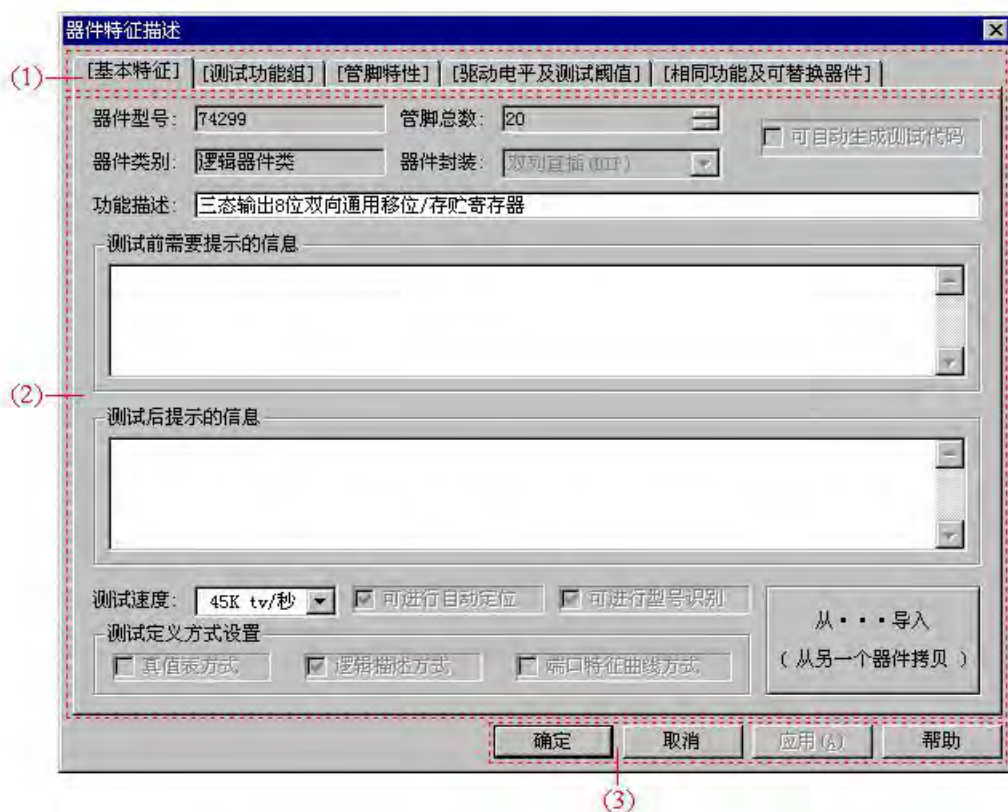 器件特征描述
(1)
[基本特征] [测试功能组] [管脚特性] [驱动电平及测试阈值] [相同功能及可替换器件]
器件型号: 74299 管脚总数: 20 可自动生成测试代码
器件类别: 逻辑器件类 器件封装: 双列直插(DIP)
功能描述: 三态输出8位双向通用移位/存贮寄存器
测试前需要提示的信息
(2)
测试后提示的信息
测试速度: 45K tv/秒 可进行自动定位 可进行型号识别
从・・・导入
(从另一个器件拷贝)
测试定义方式设置
真值表方式 逻辑描述方式 端口特征曲线方式
确定 取消 应用(A) 帮助
(3)